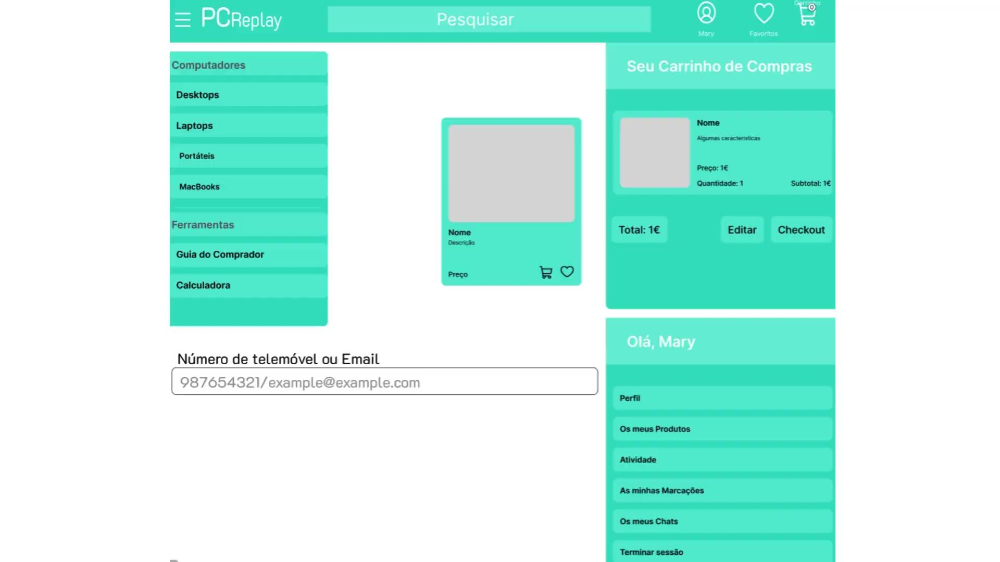 PCReplay
Pesquisar
Mary
Favoritos
Carrinho
0
Computadores
Desktops
Laptops
Portáteis
MacBooks
Ferramentas
Guia do Comprador
Calculadora
Nome
Descrição
Preço
Seu Carrinho de Compras
Nome
Algumas caracteristicas
Preço: 1€
Quantidade: 1
Subtotal: 1€
Total: 1€
Editar
Checkout
Número de telemóvel ou Email
987654321/example@example.com
Olá, Mary
Perfil
Os meus Produtos
Atividade
As minhas Marcações
Os meus Chats
Terminar sessão